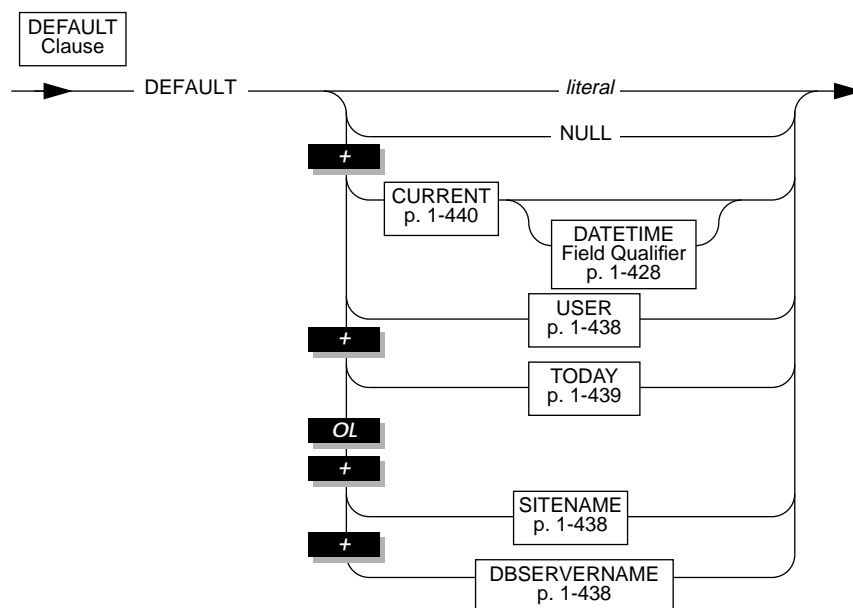 DEFAULT
Clause
DEFAULT
literal
NULL
+
CURRENT
p. 1-440
DATETIME
Field Qualifier
p. 1-428
USER
p. 1-438
+
TODAY
p. 1-439
OL
+
SITENAME
p. 1-438
+
DBSERVERNAME
p. 1-438